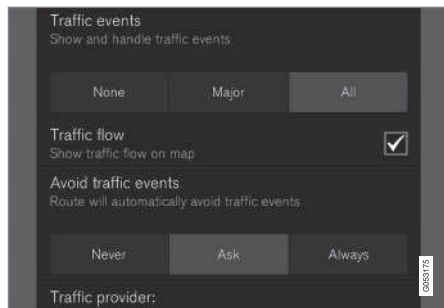 Traffic events
Show and handle traffic events
None Major All
Traffic flow
Show traffic flow on map
Avoid traffic events
Route will automatically avoid traffic events
Never Ask Always
G053175
Traffic provider: